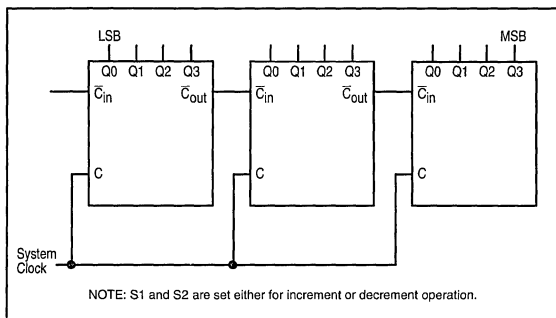 LSB MSB
Q0 Q1 Q2 Q3 Q0 Q1 Q2 Q3 Q0 Q1 Q2 Q3
C̅in C̅out C̅in C̅out C̅in
C C C
System
Clock
NOTE: S1 and S2 are set either for increment or decrement operation.